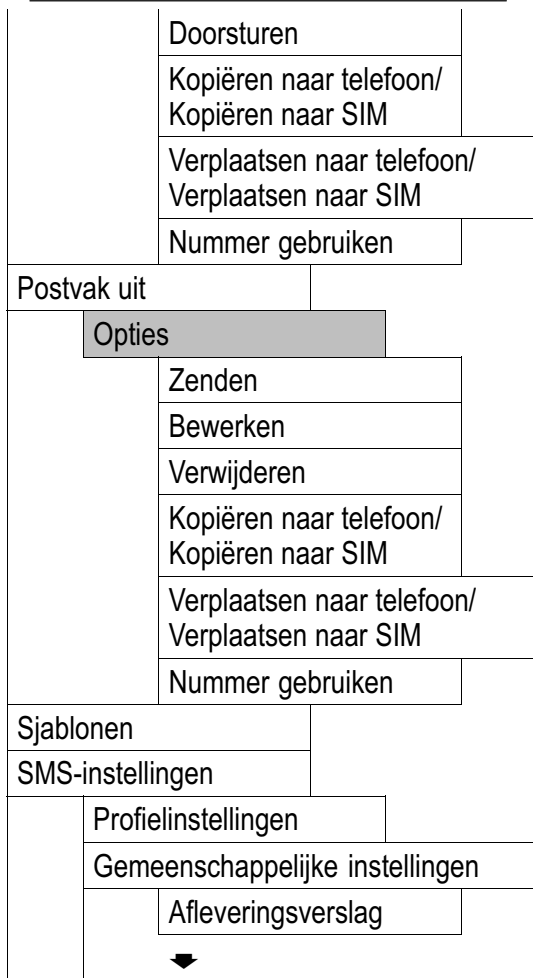 Doorsturen
Kopiëren naar telefoon/
Kopiëren naar SIM
Verplaatsen naar telefoon/
Verplaatsen naar SIM
Nummer gebruiken
Postvak uit
Opties
Zenden
Bewerken
Verwijderen
Kopiëren naar telefoon/
Kopiëren naar SIM
Verplaatsen naar telefoon/
Verplaatsen naar SIM
Nummer gebruiken
Sjablonen
SMS-instellingen
Profielinstellingen
Gemeenschappelijke instellingen
Afleveringsverslag